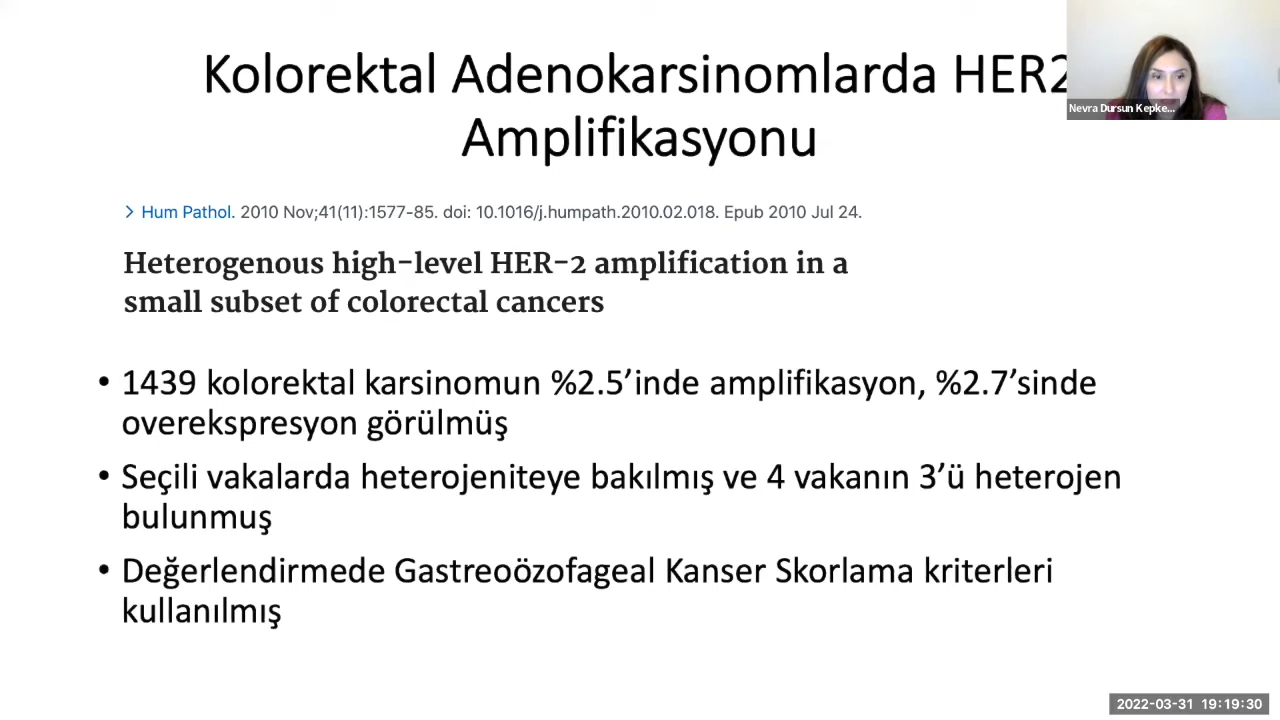 Kolorektal Adenokarsinomlarda HER2
Amplifikasyonu
Nevra Dursun Kepke...
> Hum Pathol. 2010 Nov;41(11):1577-85. doi: 10.1016/j.humpath.2010.02.018. Epub 2010 Jul 24.
Heterogenous high-level HER-2 amplification in a
small subset of colorectal cancers
• 1439 kolorektal karsinomun %2.5’inde amplifikasyon, %2.7’sinde
overekspresyon görülmüş
• Seçili vakalarda heterojeniteye bakılmış ve 4 vakanın 3’ü heterojen
bulunmuş
• Değerlendirmede Gastreoözofageal Kanser Skorlama kriterleri
kullanılmış
2022-03-31 19:19:30